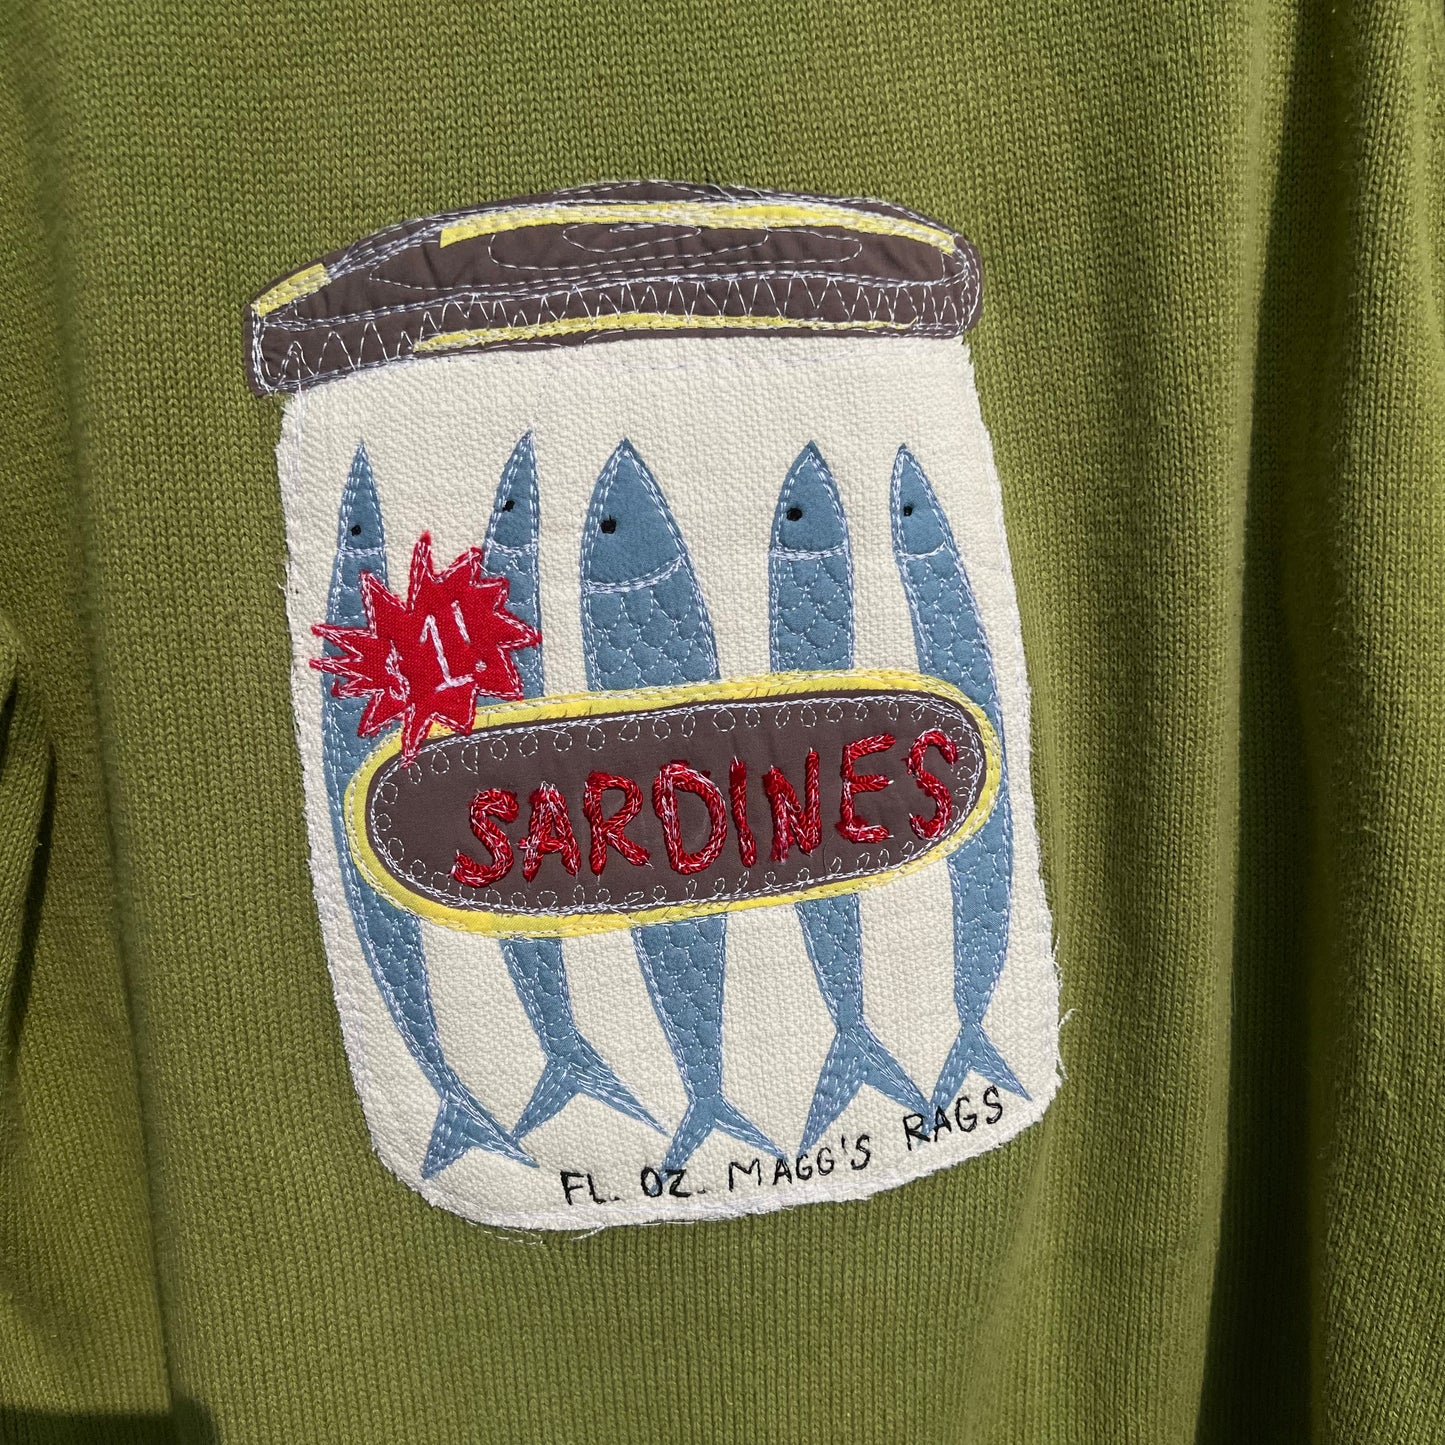 $1!
SARDINES
FL. OZ. MAGG'S RAGS